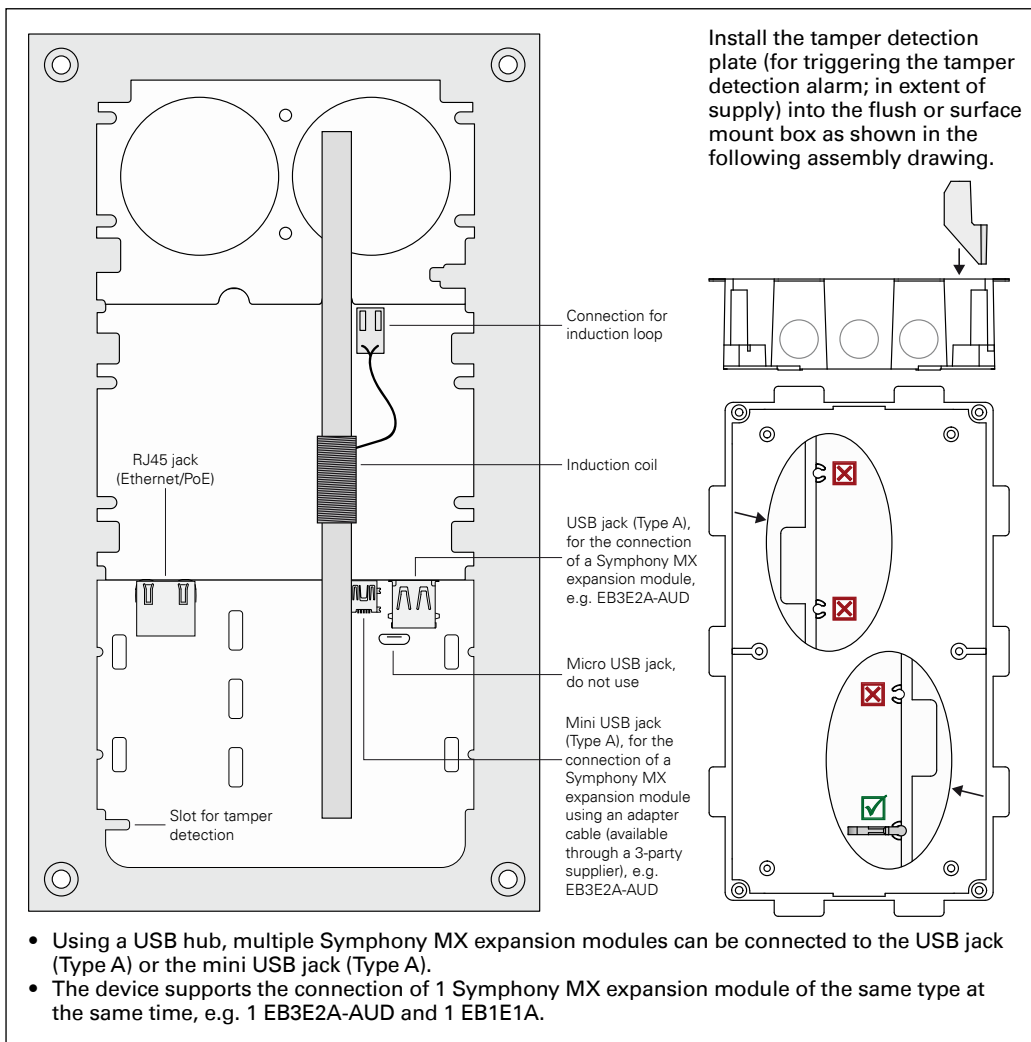 Install the tamper detection
plate (for triggering the tamper
detection alarm; in extent of
supply) into the flush or surface
mount box as shown in the
following assembly drawing.
Connection for
induction loop
RJ45 jack
(Ethernet/PoE)
Induction coil
USB jack (Type A),
for the connection
of a Symphony MX
expansion module,
e.g. EB3E2A-AUD
Micro USB jack,
do not use
Mini USB jack
(Type A), for the
connection of a
Symphony MX
expansion module
using an adapter
cable (available
through a 3-party
supplier), e.g.
EB3E2A-AUD
Slot for tamper
detection
• Using a USB hub, multiple Symphony MX expansion modules can be connected to the USB jack
(Type A) or the mini USB jack (Type A).
• The device supports the connection of 1 Symphony MX expansion module of the same type at
the same time, e.g. 1 EB3E2A-AUD and 1 EB1E1A.